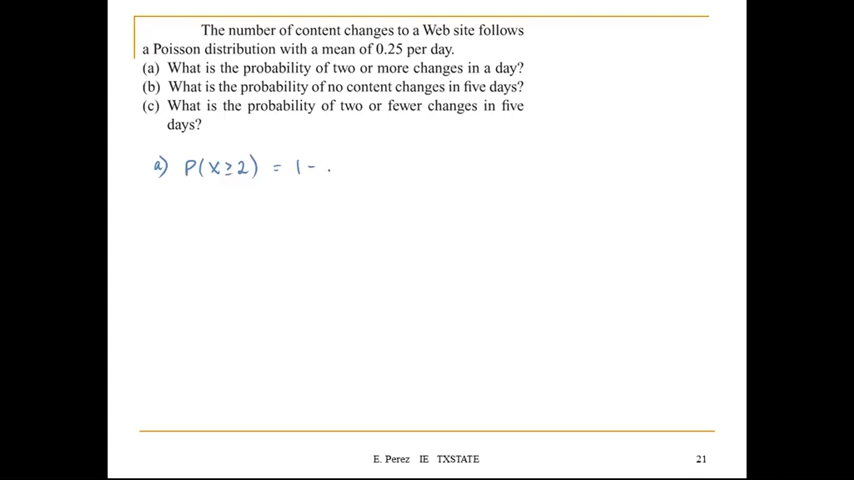 The number of content changes to a Web site follows
a Poisson distribution with a mean of 0.25 per day.
(a) What is the probability of two or more changes in a day?
(b) What is the probability of no content changes in five days?
(c) What is the probability of two or fewer changes in five
days?
a) P(X ≥ 2) = 1 -
E. Perez IE TXSTATE 21